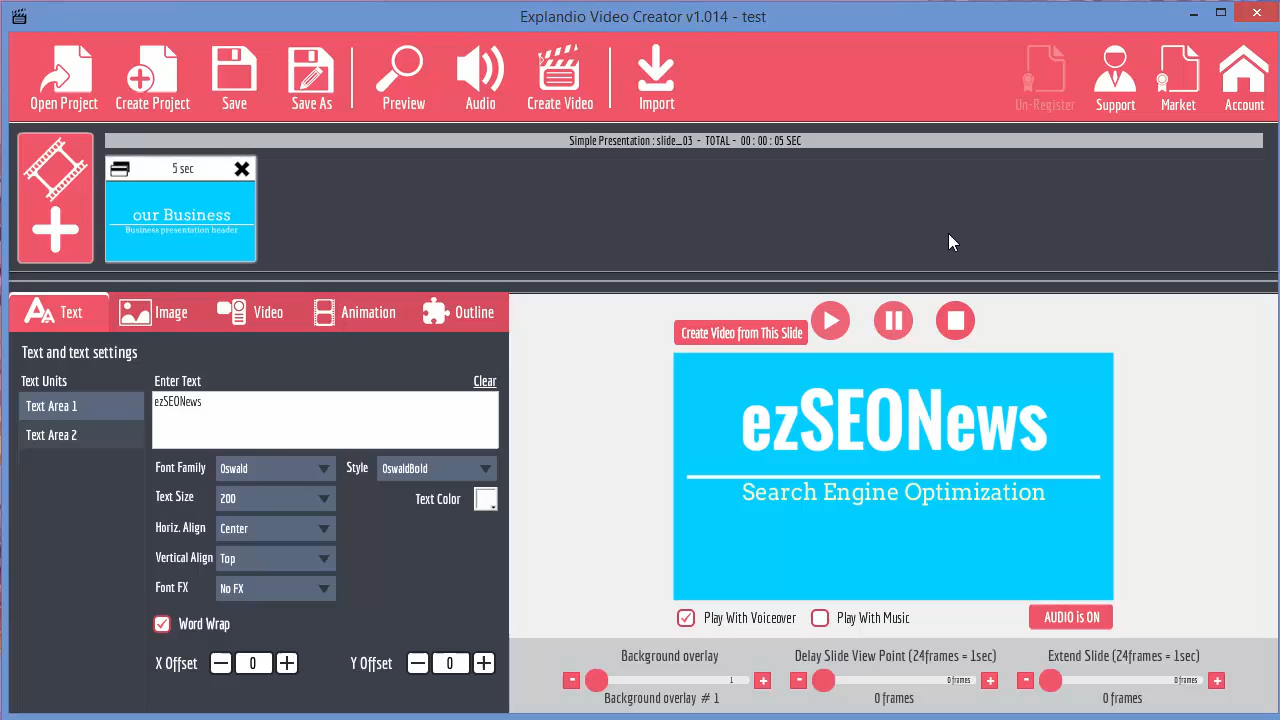 Explandio Video Creator v1.014 - test
Open Project
Create Project
Save
Save As
Preview
Audio
Create Video
Import
Un-Register
Support
Market
Account
Simple Presentation : slide_03 - TOTAL - 00 : 00 : 05 SEC
5 sec
our Business
Business presentation header
Text
Image
Video
Animation
Outline
Create Video from This Slide
Text and text settings
Text Units
Enter Text
Clear
Text Area 1
Text Area 2
ezSEONews
Font Family
Oswald
Style
OswaldBold
Text Size
200
Text Color
Horiz. Align
Center
Vertical Align
Top
Font FX
No FX
Word Wrap
X Offset
- 0 +
Y Offset
- 0 +
ezSEONews
Search Engine Optimization
Play With Voiceover
Play With Music
AUDIO is ON
Background overlay
- 1 +
Background overlay # 1
Delay Slide View Point (24frames = 1sec)
- 0 frames +
0 frames
Extend Slide (24frames = 1sec)
- 0 frames +
0 frames